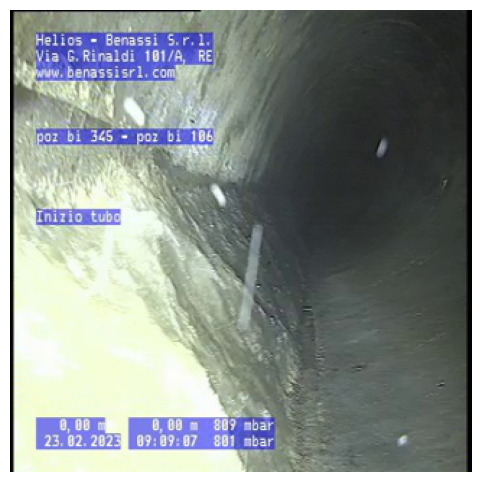 Helios - Benassi S.r.l.
Via G.Rinaldi 101/A, RE
www.benassisrl.com
poz bi 345 - poz bi 106
Inizio tubo
0,00 m 0,00 m 809 mbar
23.02.2023 09:09:07 801 mbar